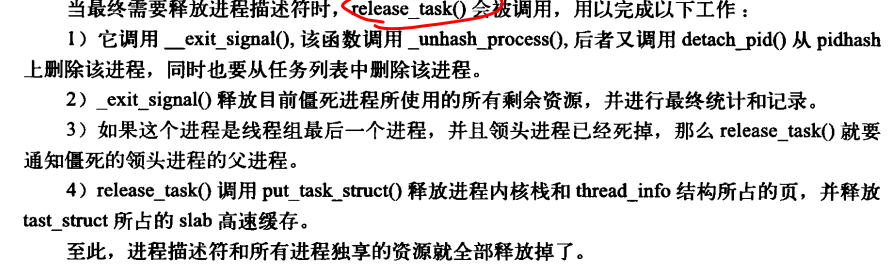 当最终需要释放进程描述符时，release_task() 会被调用，用以完成以下工作：
1）它调用 __exit_signal(), 该函数调用 _unhash_process(), 后者又调用 detach_pid() 从 pidhash
上删除该进程，同时也要从任务列表中删除该进程。
2）_exit_signal() 释放目前僵死进程所使用的所有剩余资源，并进行最终统计和记录。
3）如果这个进程是线程组最后一个进程，并且领头进程已经死掉，那么 release_task() 就要
通知僵死的领头进程的父进程。
4）release_task() 调用 put_task_struct() 释放进程内核栈和 thread_info 结构所占的页，并释放
tast_struct 所占的 slab 高速缓存。
至此，进程描述符和所有进程独享的资源就全部释放掉了。